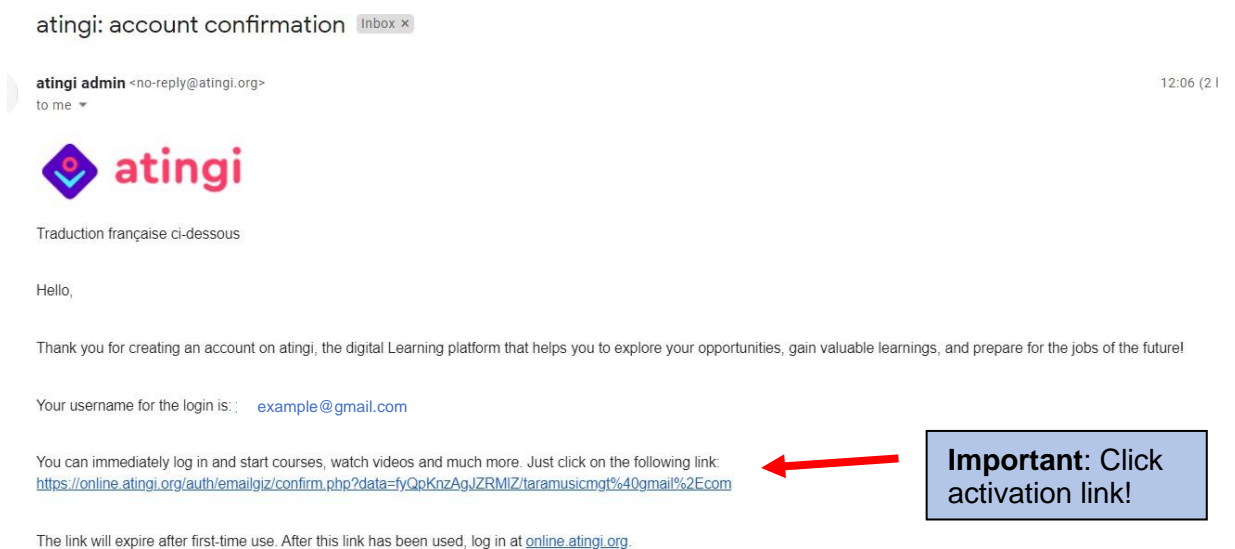 atingi: account confirmation Inbox ×
atingi admin <no-reply@atingi.org>
12:06 (2 h
to me
atingi
Traduction française ci-dessous
Hello,
Thank you for creating an account on atingi, the digital Learning platform that helps you to explore your opportunities, gain valuable learnings, and prepare for the jobs of the future!
Your username for the login is: example@gmail.com
You can immediately log in and start courses, watch videos and much more. Just click on the following link:
https://online.atingi.org/auth/emailgiz/confirm.php?data=fyQpKnzAgJZRMlZ/taramusicmgt%40gmail%2Ecom
Important: Click
activation link!
The link will expire after first-time use. After this link has been used, log in at online.atingi.org.